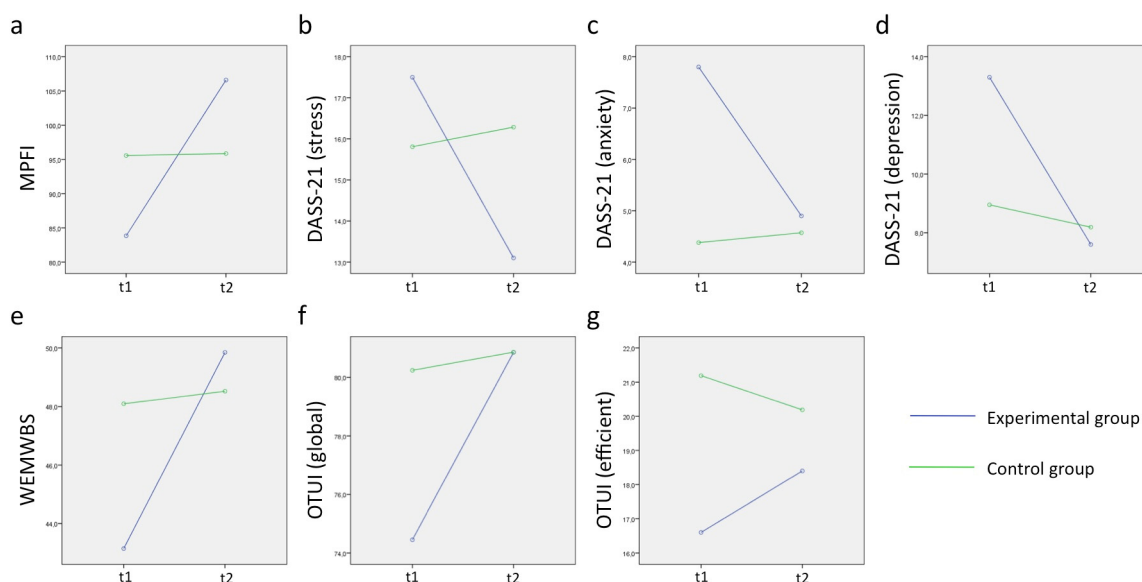 a
MPFI
110,0
105,0
100,0
95,0
90,0
85,0
80,0
t1 t2
b
DASS-21 (stress)
18,0
17,0
16,0
15,0
14,0
13,0
t1 t2
c
DASS-21 (anxiety)
8,0
7,0
6,0
5,0
4,0
t1 t2
d
DASS-21 (depression)
14,0
12,0
10,0
8,0
t1 t2
e
WEMWBS
50,0
48,0
46,0
44,0
t1 t2
f
OTUI (global)
80,0
78,0
76,0
74,0
t1 t2
g
OTUI (efficient)
22,0
21,0
20,0
19,0
18,0
17,0
16,0
t1 t2
Experimental group
Control group